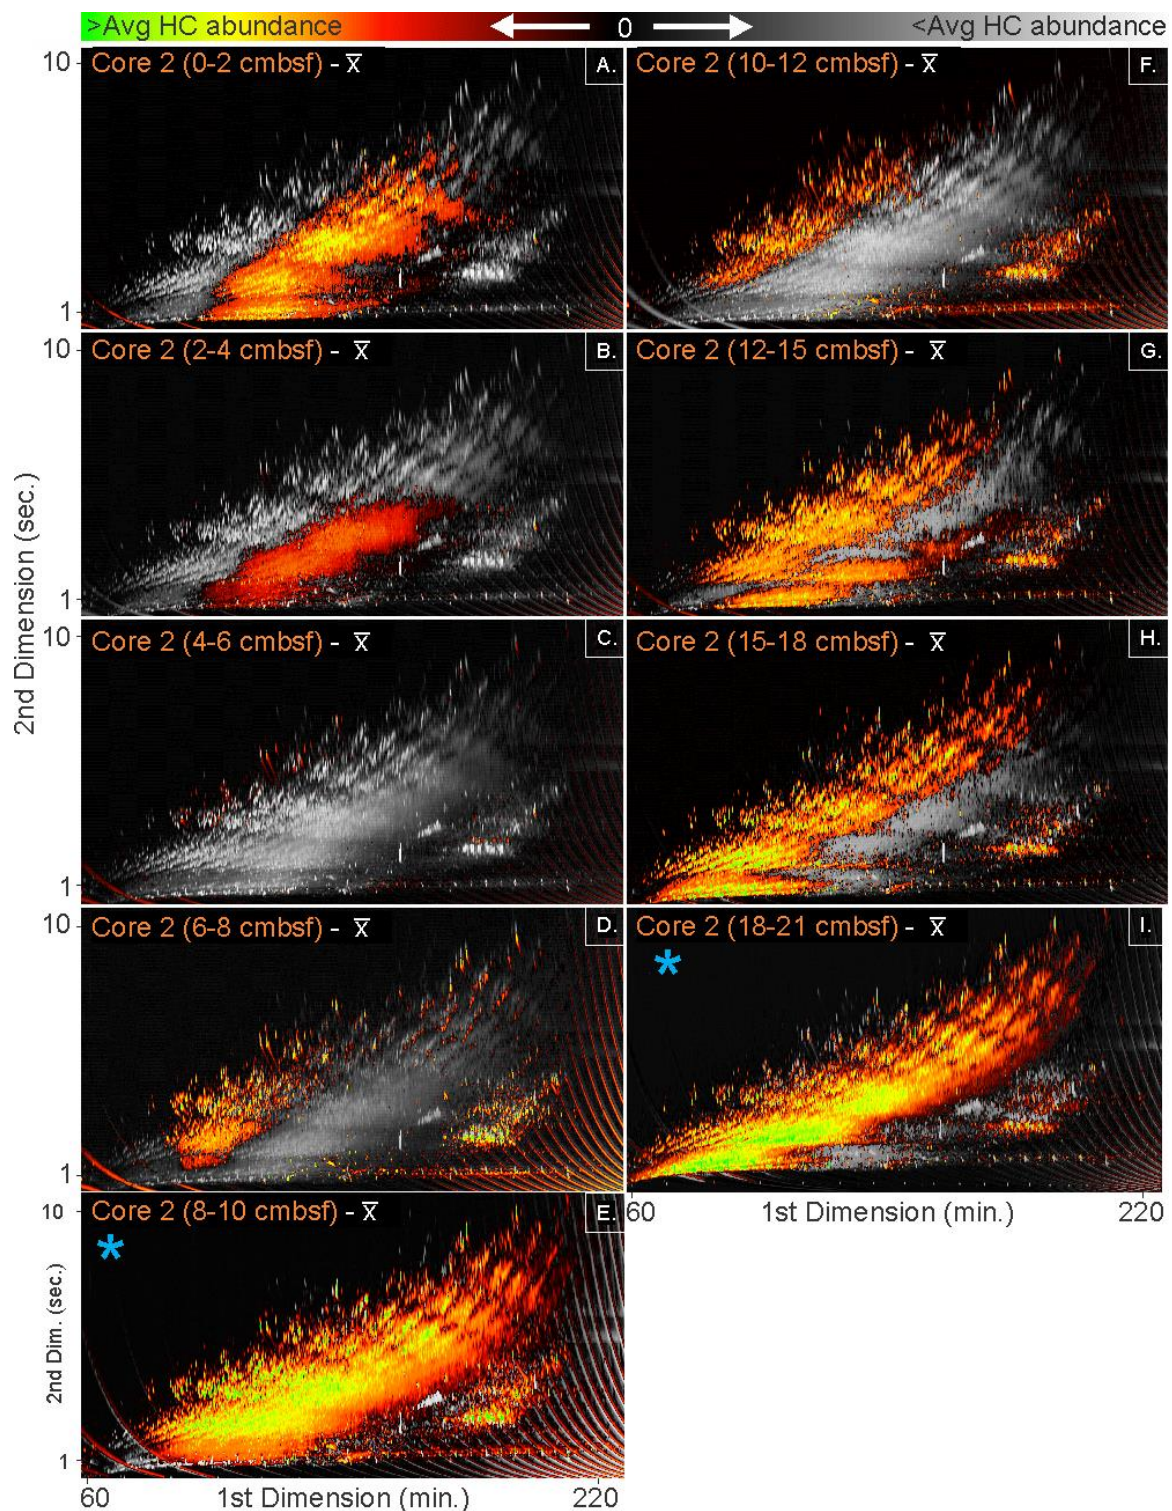 >Avg HC abundance 0 <Avg HC abundance
10 Core 2 (0-2 cmbsf) - x̅ A. Core 2 (10-12 cmbsf) - x̅ F.
1
10 Core 2 (2-4 cmbsf) - x̅ B. Core 2 (12-15 cmbsf) - x̅ G.
1
2nd Dimension (sec.)
10 Core 2 (4-6 cmbsf) - x̅ C. Core 2 (15-18 cmbsf) - x̅ H.
1
10 Core 2 (6-8 cmbsf) - x̅ D. Core 2 (18-21 cmbsf) - x̅ I.
*
1
60 1st Dimension (min.) 220
10 Core 2 (8-10 cmbsf) - x̅ E.
*
2nd Dim. (sec.)
1
60 1st Dimension (min.) 220